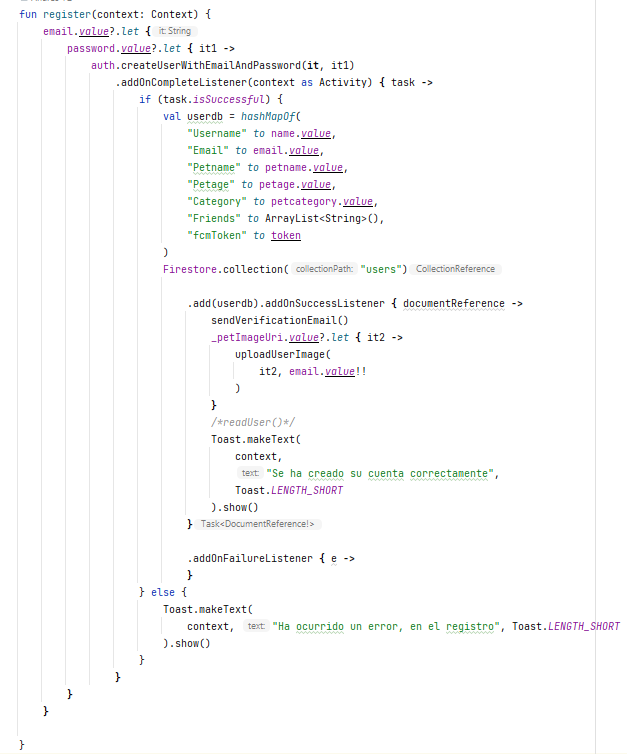 fun register(context: Context) {
email.value?.let { it: String
password.value?.let { it1 ->
auth.createUserWithEmailAndPassword(it, it1)
.addOnCompleteListener(context as Activity) { task ->
if (task.isSuccessful) {
val userdb = hashMapOf(
"Username" to name.value,
"Email" to email.value,
"Petname" to petname.value,
"Petage" to petage.value,
"Category" to petcategory.value,
"Friends" to ArrayList<String>(),
"fcmToken" to token
)
Firestore.collection( collectionPath: "users") CollectionReference
.add(userdb).addOnSuccessListener { documentReference ->
sendVerificationEmail()
_petImageUri.value?.let { it2 ->
uploadUserImage(
it2, email.value!!
)
}
/*readUser()*/
Toast.makeText(
context,
text: "Se ha creado su cuenta correctamente",
Toast.LENGTH_SHORT
).show()
} Task<DocumentReference!>
.addOnFailureListener { e ->
}
} else {
Toast.makeText(
context, text: "Ha ocurrido un error, en el registro", Toast.LENGTH_SHORT
).show()
}
}
}
}
}